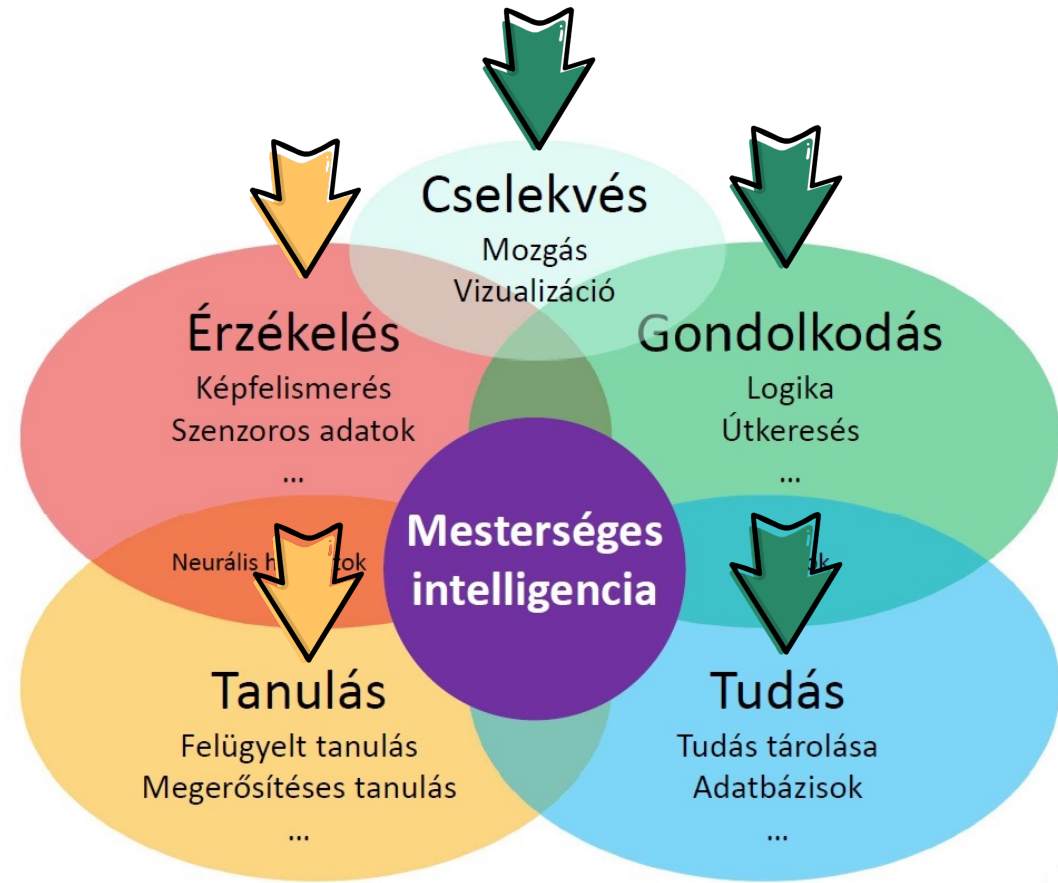 Cselekvés
Mozgás
Vizualizáció
Érzékelés
Képfelismerés
Szenzoros adatok
...
Gondolkodás
Logika
Útkeresés
...
Mesterséges
intelligencia
Neurális
Tanulás
Felügyelt tanulás
Megerősítéses tanulás
...
Tudás
Tudás tárolása
Adatbázisok
...